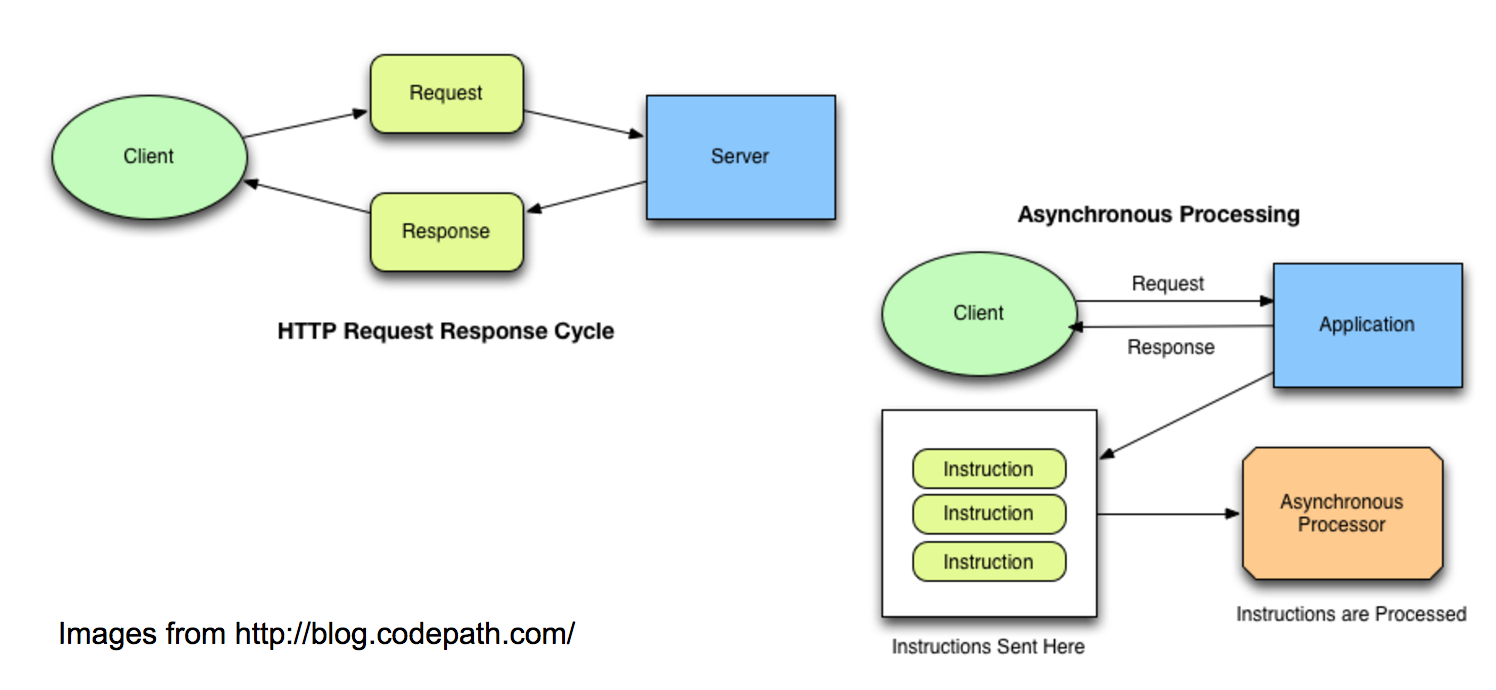 Request
Client
Server
Response
HTTP Request Response Cycle
Asynchronous Processing
Request
Client
Application
Response
Instruction
Instruction
Instruction
Asynchronous
Processor
Instructions are Processed
Instructions Sent Here
Images from http://blog.codepath.com/